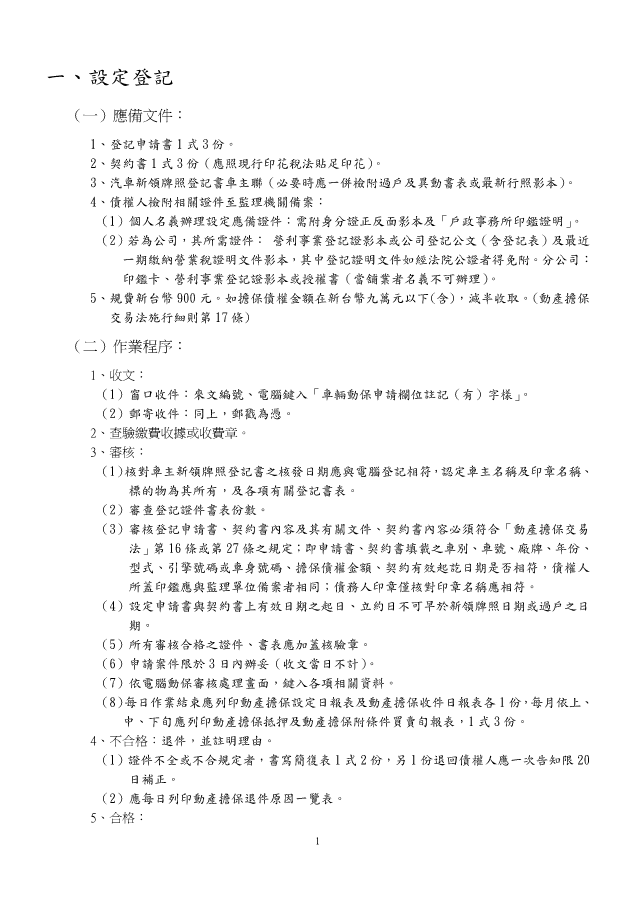 一、設定登記
（一）應備文件：
1、登記申請書1式3份。
2、契約書1式3份（應照現行印花稅法貼足印花）。
3、汽車新領牌照登記書車主聯（必要時應一併檢附過戶及異動書表或最新行照影本）。
4、債權人檢附相關證件至監理機關備案：
（1）個人名義辦理設定應備證件：需附身分證正反面影本及「戶政事務所印鑑證明」。
（2）若為公司，其所需證件： 營利事業登記證影本或公司登記公文（含登記表）及最近
一期繳納營業稅證明文件影本，其中登記證明文件如經法院公證者得免附。分公司：
印鑑卡、營利事業登記證影本或授權書（當舖業者名義不可辦理）。
5、規費新台幣900元。如擔保債權金額在新台幣九萬元以下(含)，減半收取。（動產擔保
交易法施行細則第17條）
（二）作業程序：
1、收文：
（1）窗口收件：來文編號、電腦鍵入「車輛動保申請欄位註記（有）字樣」。
（2）郵寄收件：同上，郵戳為憑。
2、查驗繳費收據或收費章。
3、審核：
（1）核對車主新領牌照登記書之核發日期應與電腦登記相符，認定車主名稱及印章名稱、
標的物為其所有，及各項有關登記書表。
（2）審查登記證件書表份數。
（3）審核登記申請書、契約書內容及其有關文件、契約書內容必須符合「動產擔保交易
法」第16條或第27條之規定；即申請書、契約書填載之車別、車號、廠牌、年份、
型式、引擎號碼或車身號碼、擔保債權金額、契約有效起訖日期是否相符，債權人
所蓋印鑑應與監理單位備案者相同；債務人印章僅核對印章名稱應相符。
（4）設定申請書與契約書上有效日期之起日、立約日不可早於新領牌照日期或過戶之日
期。
（5）所有審核合格之證件、書表應加蓋核驗章。
（6）申請案件限於3日內辦妥（收文當日不計）。
（7）依電腦動保審核處理畫面，鍵入各項相關資料。
（8）每日作業結束應列印動產擔保設定日報表及動產擔保收件日報表各1份，每月依上、
中、下旬應列印動產擔保抵押及動產擔保附條件買賣旬報表，1式3份。
4、不合格：退件，並註明理由。
（1）證件不全或不合規定者，書寫簡復表1式2份，另1份退回債權人應一次告知限20
日補正。
（2）應每日列印動產擔保退件原因一覽表。
5、合格：
1